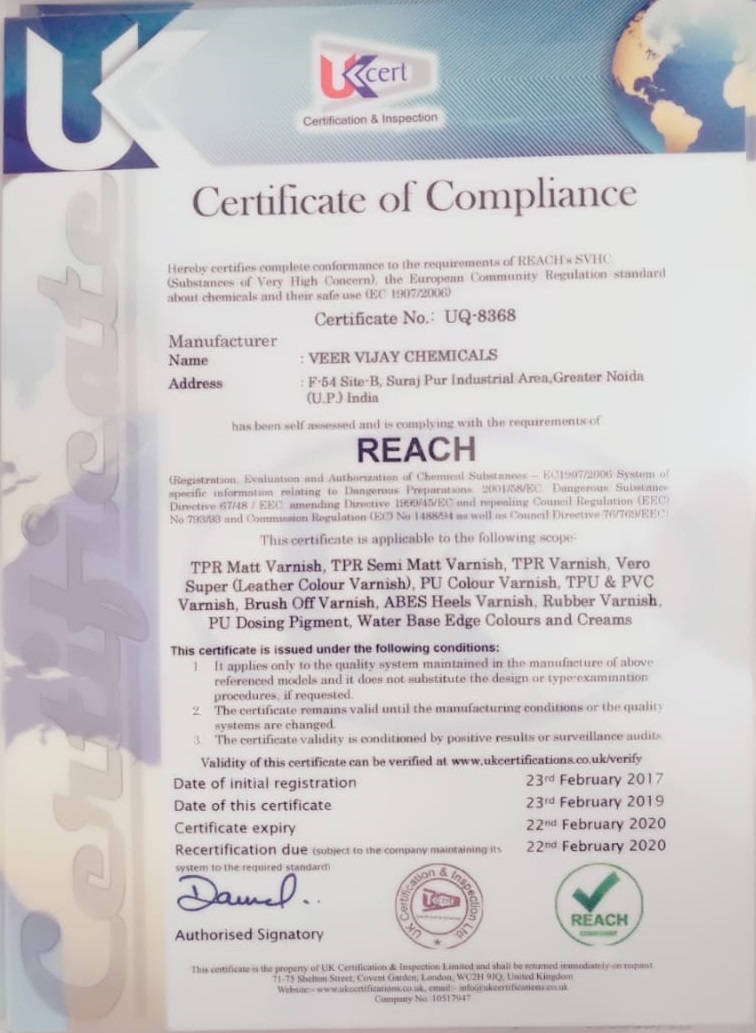 UK
UKcert
Certification & Inspection
Certificate of Compliance
Hereby certifies complete conformance to the requirements of REACH's SVHC
(Substances of Very High Concern), the European Community Regulation standard
about chemicals and their safe use (EC 1907/2006)
Certificate No.: UQ-8368
Manufacturer
Name : VEER VIJAY CHEMICALS
Address : F-54 Site-B, Suraj Pur Industrial Area,Greater Noida
(U.P.) India
has been self assessed and is complying with the requirements of
REACH
(Registration, Evaluation and Authorization of Chemical Substances – EC1907/2006 System of
specific information relating to Dangerous Preparations. 2001/58/EC. Dangerous Substance
Directive 67/48 / EEC amending Directive 1999/45/EC and repealing Council Regulation (EEC)
No 793/93 and Commission Regulation (EC) No 1488/94 as well as Council Directive 76/769/EEC)
This certificate is applicable to the following scope:
TPR Matt Varnish, TPR Semi Matt Varnish, TPR Varnish, Vero
Super (Leather Colour Varnish), PU Colour Varnish, TPU & PVC
Varnish, Brush Off Varnish, ABES Heels Varnish, Rubber Varnish,
PU Dosing Pigment, Water Base Edge Colours and Creams
This certificate is issued under the following conditions:
1. It applies only to the quality system maintained in the manufacture of above
referenced models and it does not substitute the design or type-examination
procedures, if requested.
2. The certificate remains valid until the manufacturing conditions or the quality
systems are changed.
3. The certificate validity is conditioned by positive results or surveillance audits
Validity of this certificate can be verified at www.ukcertifications.co.uk/verify
Date of initial registration 23rd February 2017
Date of this certificate 23rd February 2019
Certificate expiry 22nd February 2020
Recertification due (subject to the company maintaining its 22nd February 2020
system to the required standard)
Authorised Signatory
UK Certification & Inspection Ltd
REACH
This certificate is the property of UK Certification & Inspection Limited and shall be returned immediately on request
71-75 Shelton Street, Covent Garden, London, WC2H 9JQ, United Kingdom
Website:- www.ukcertifications.co.uk, email:- info@ukcertifications.co.uk
Company No. 10517947
Certificate